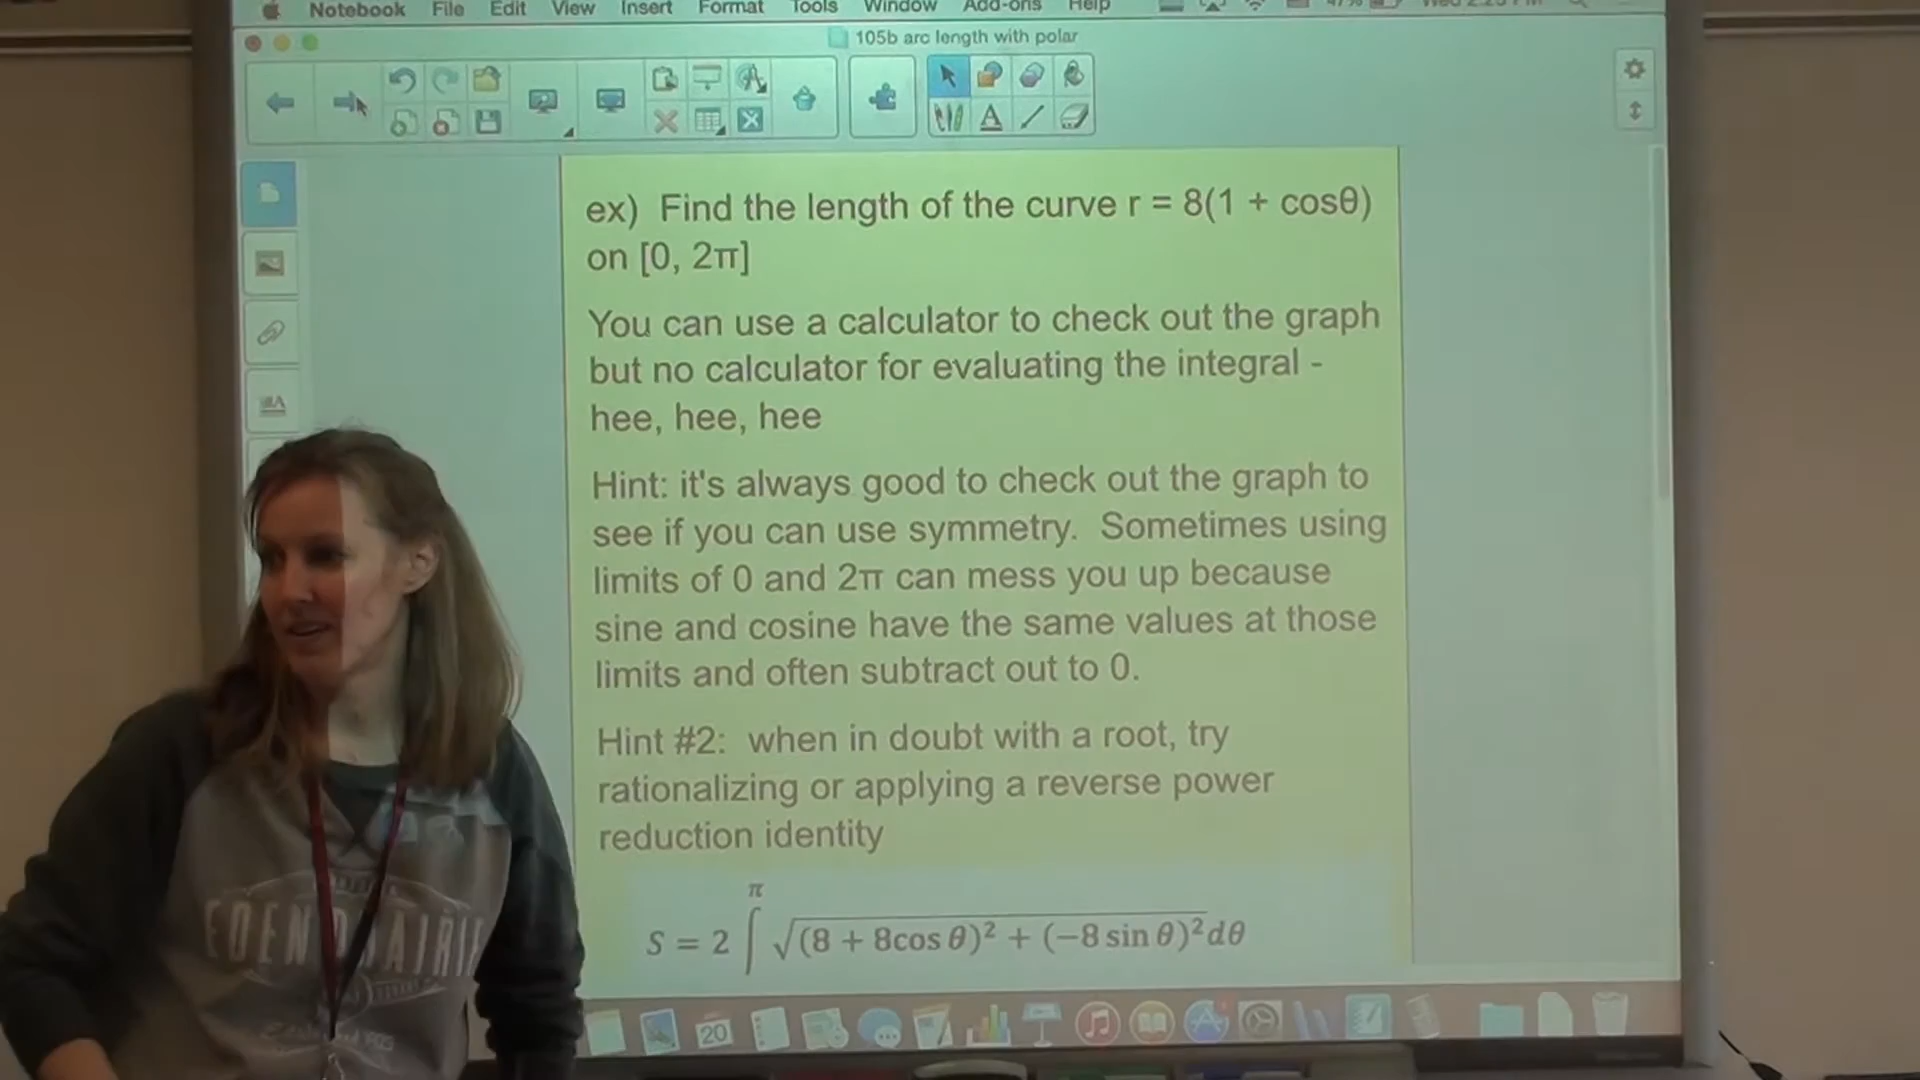 Notebook File Edit View Insert Format Tools Window Add-ons Help
105b arc length with polar
ex) Find the length of the curve r = 8(1 + cosθ)
on [0, 2π]
You can use a calculator to check out the graph
but no calculator for evaluating the integral -
hee, hee, hee
Hint: it's always good to check out the graph to
see if you can use symmetry. Sometimes using
limits of 0 and 2π can mess you up because
sine and cosine have the same values at those
limits and often subtract out to 0.
Hint #2: when in doubt with a root, try
rationalizing or applying a reverse power
reduction identity
π
S = 2 ∫ √(8 + 8cos θ)² + (−8 sin θ)² dθ
20
EDEN PRAIRIE